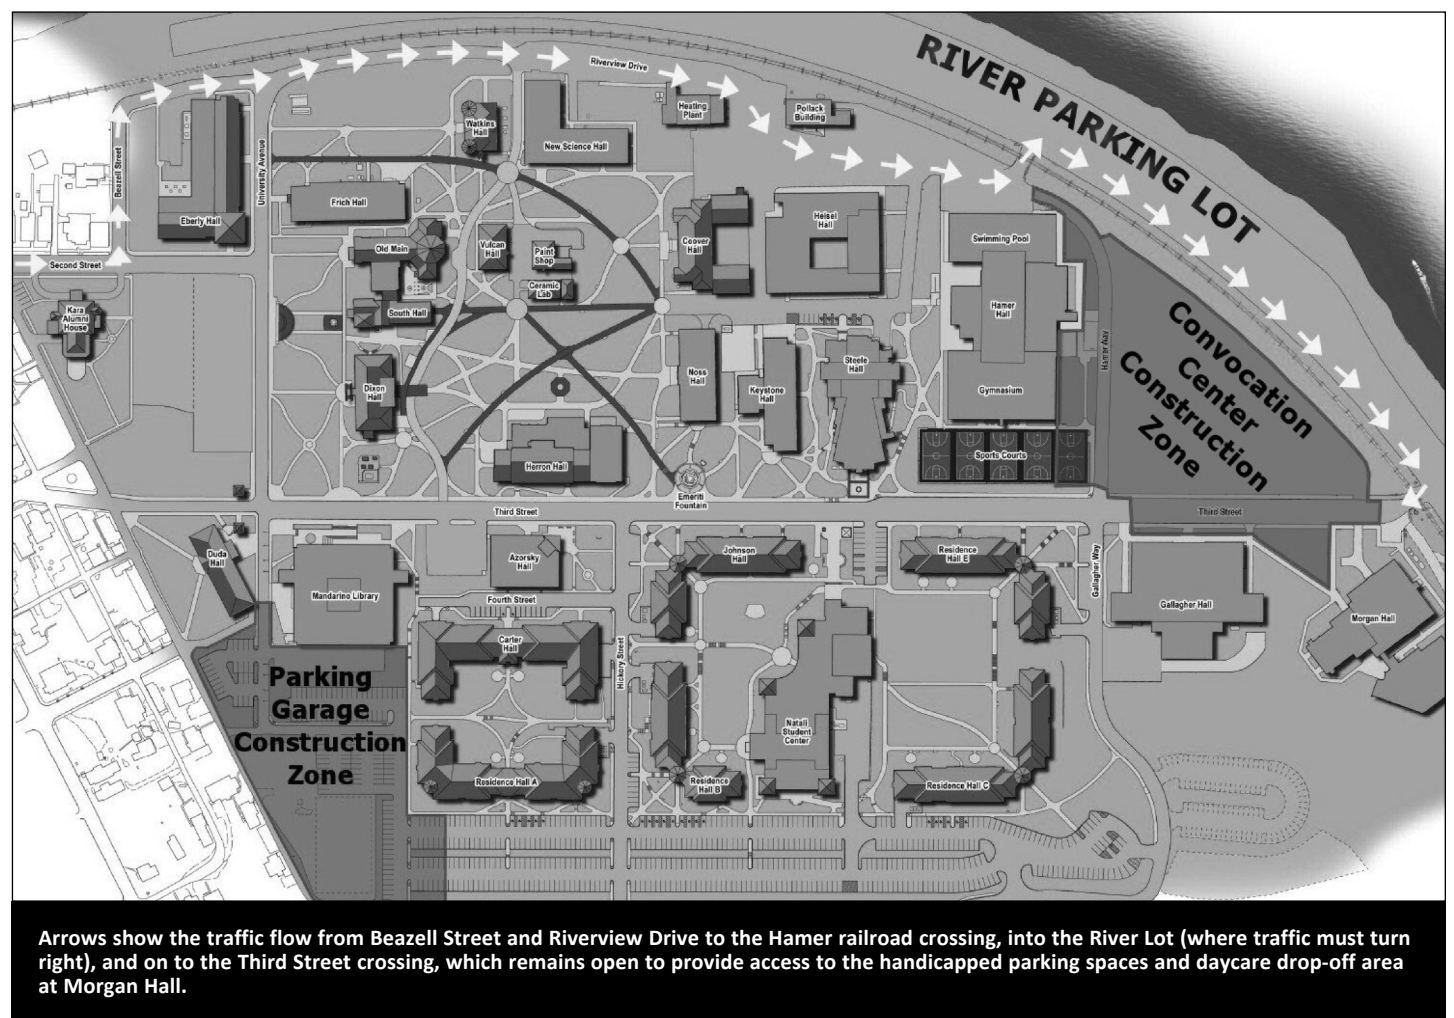 RIVER PARKING LOT
Riverview Drive
Heating
Plant
Pollack
Building
Watkins
Hall
New Science Hall
Beazell Street
University Avenue
Eberly Hall
Frich Hall
Old Main
Vulcan
Hall
Paint
Shop
Ceramic
Lab
Coover
Hall
Helsel
Hall
Swimming Pool
Second Street
Kara
Alumni
House
South Hall
Hamer
Hall
Hamer Way
Convocation
Center
Construction
Zone
Dixon
Hall
Noss
Hall
Keystone
Hall
Steele
Hall
Gymnasium
Herron Hall
Sports Courts
Emeriti
Fountain
Third Street
Third Street
Duda
Hall
Mandarino Library
Azorsky
Hall
Johnson
Hall
Residence
Hall E
Gallagher Way
Gallagher Hall
Morgan Hall
Fourth Street
Carter
Hall
Hickory Street
Parking
Garage
Construction
Zone
Natali
Student
Center
Residence Hall A
Residence
Hall B
Residence Hall C
Arrows show the traffic flow from Beazell Street and Riverview Drive to the Hamer railroad crossing, into the River Lot (where traffic must turn
right), and on to the Third Street crossing, which remains open to provide access to the handicapped parking spaces and daycare drop-off area
at Morgan Hall.